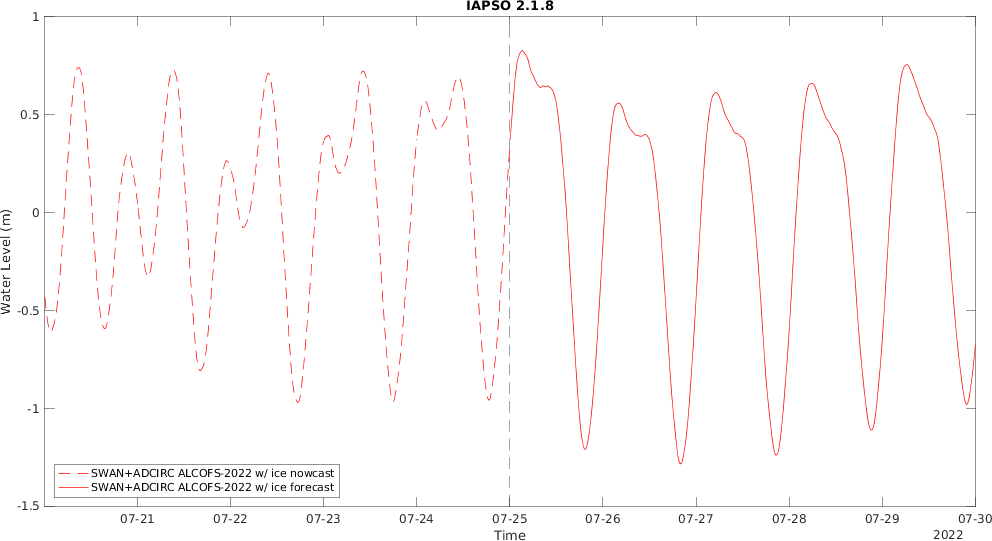 IAPSO 2.1.8
1
0.5
0
-0.5
-1
-1.5
Water Level (m)
SWAN+ADCIRC ALCOFS-2022 w/ ice nowcast
SWAN+ADCIRC ALCOFS-2022 w/ ice forecast
07-21 07-22 07-23 07-24 07-25 07-26 07-27 07-28 07-29 07-30
Time
2022